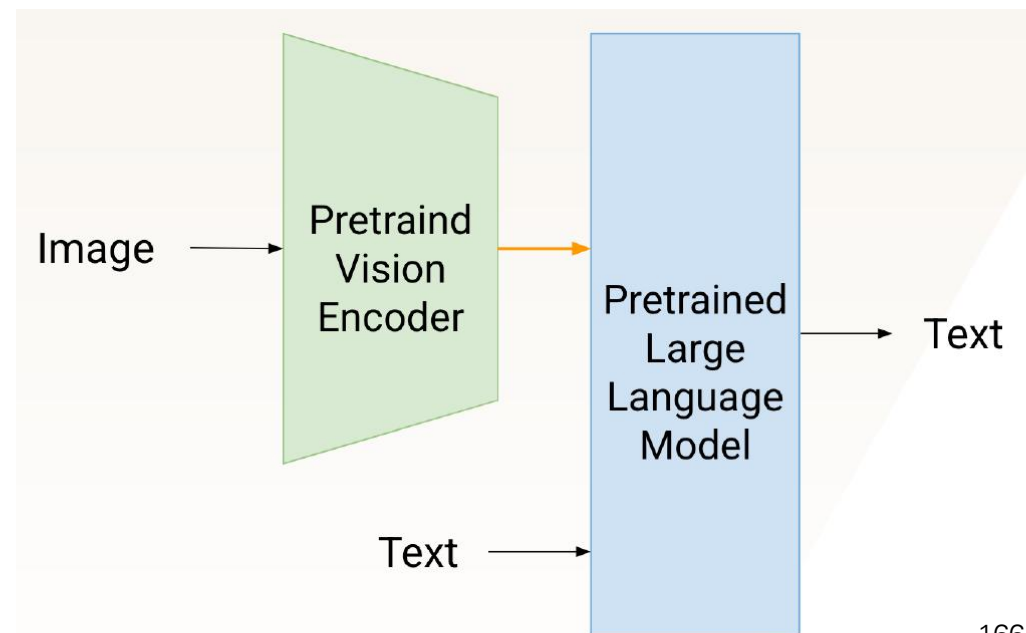 Image
Pretraind
Vision
Encoder
Pretrained
Large
Language
Model
Text
Text
166